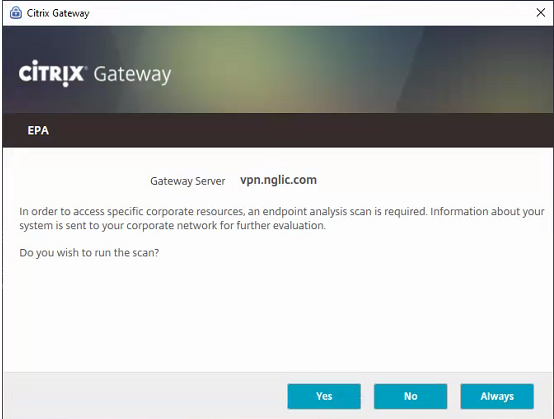 Citrix Gateway
CİTRIX Gateway
EPA
Gateway Server vpn.nglic.com
In order to access specific corporate resources, an endpoint analysis scan is required. Information about your
system is sent to your corporate network for further evaluation.
Do you wish to run the scan?
Yes No Always